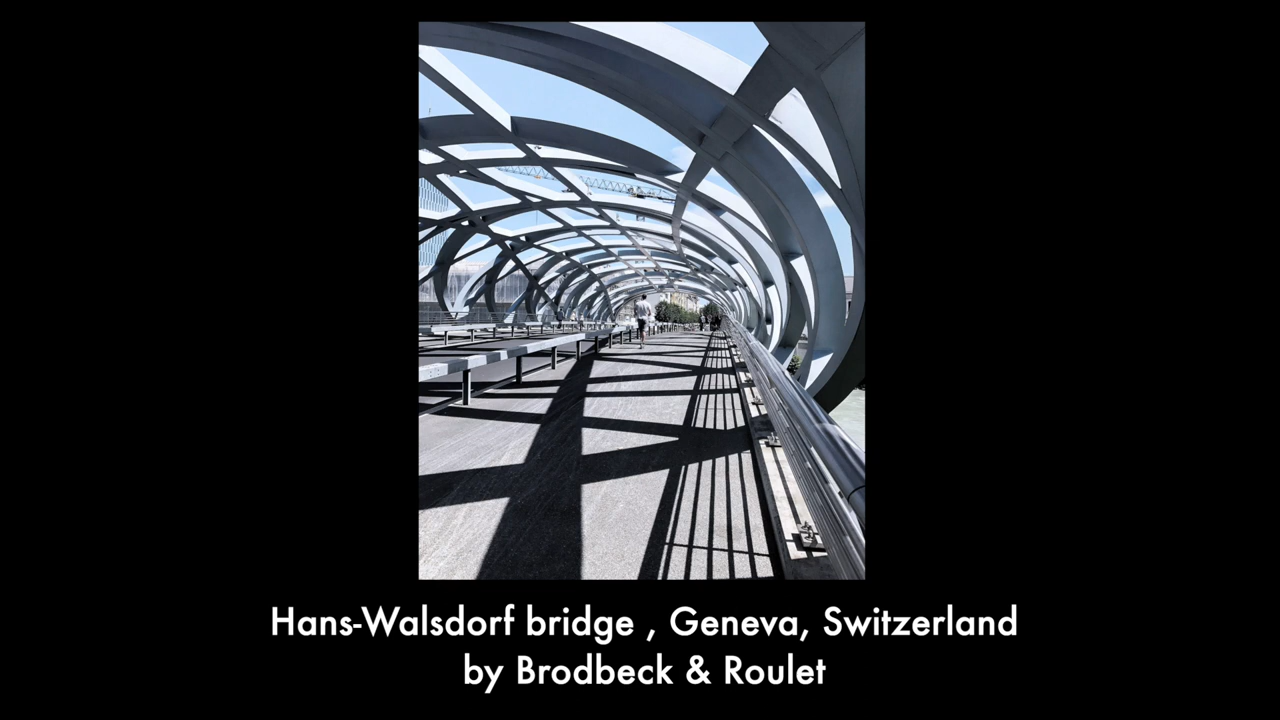 Hans-Walsdorf bridge , Geneva, Switzerland
by Brodbeck & Roulet